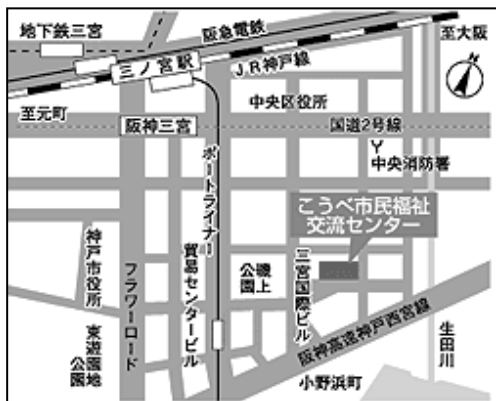 地下鉄三宮
阪急電鉄
至大阪
三ノ宮駅
JR神戸線
至元町
中央区役所
阪神三宮
国道2号線
ポートライナー
Y
中央消防署
こうべ市民福祉
交流センター
神戸市役所
フラワーロード
貿易センタービル
磯上
公園
三宮国際ビル
阪神高速神戸西宮線
生田川
東遊園地
公園
小野浜町